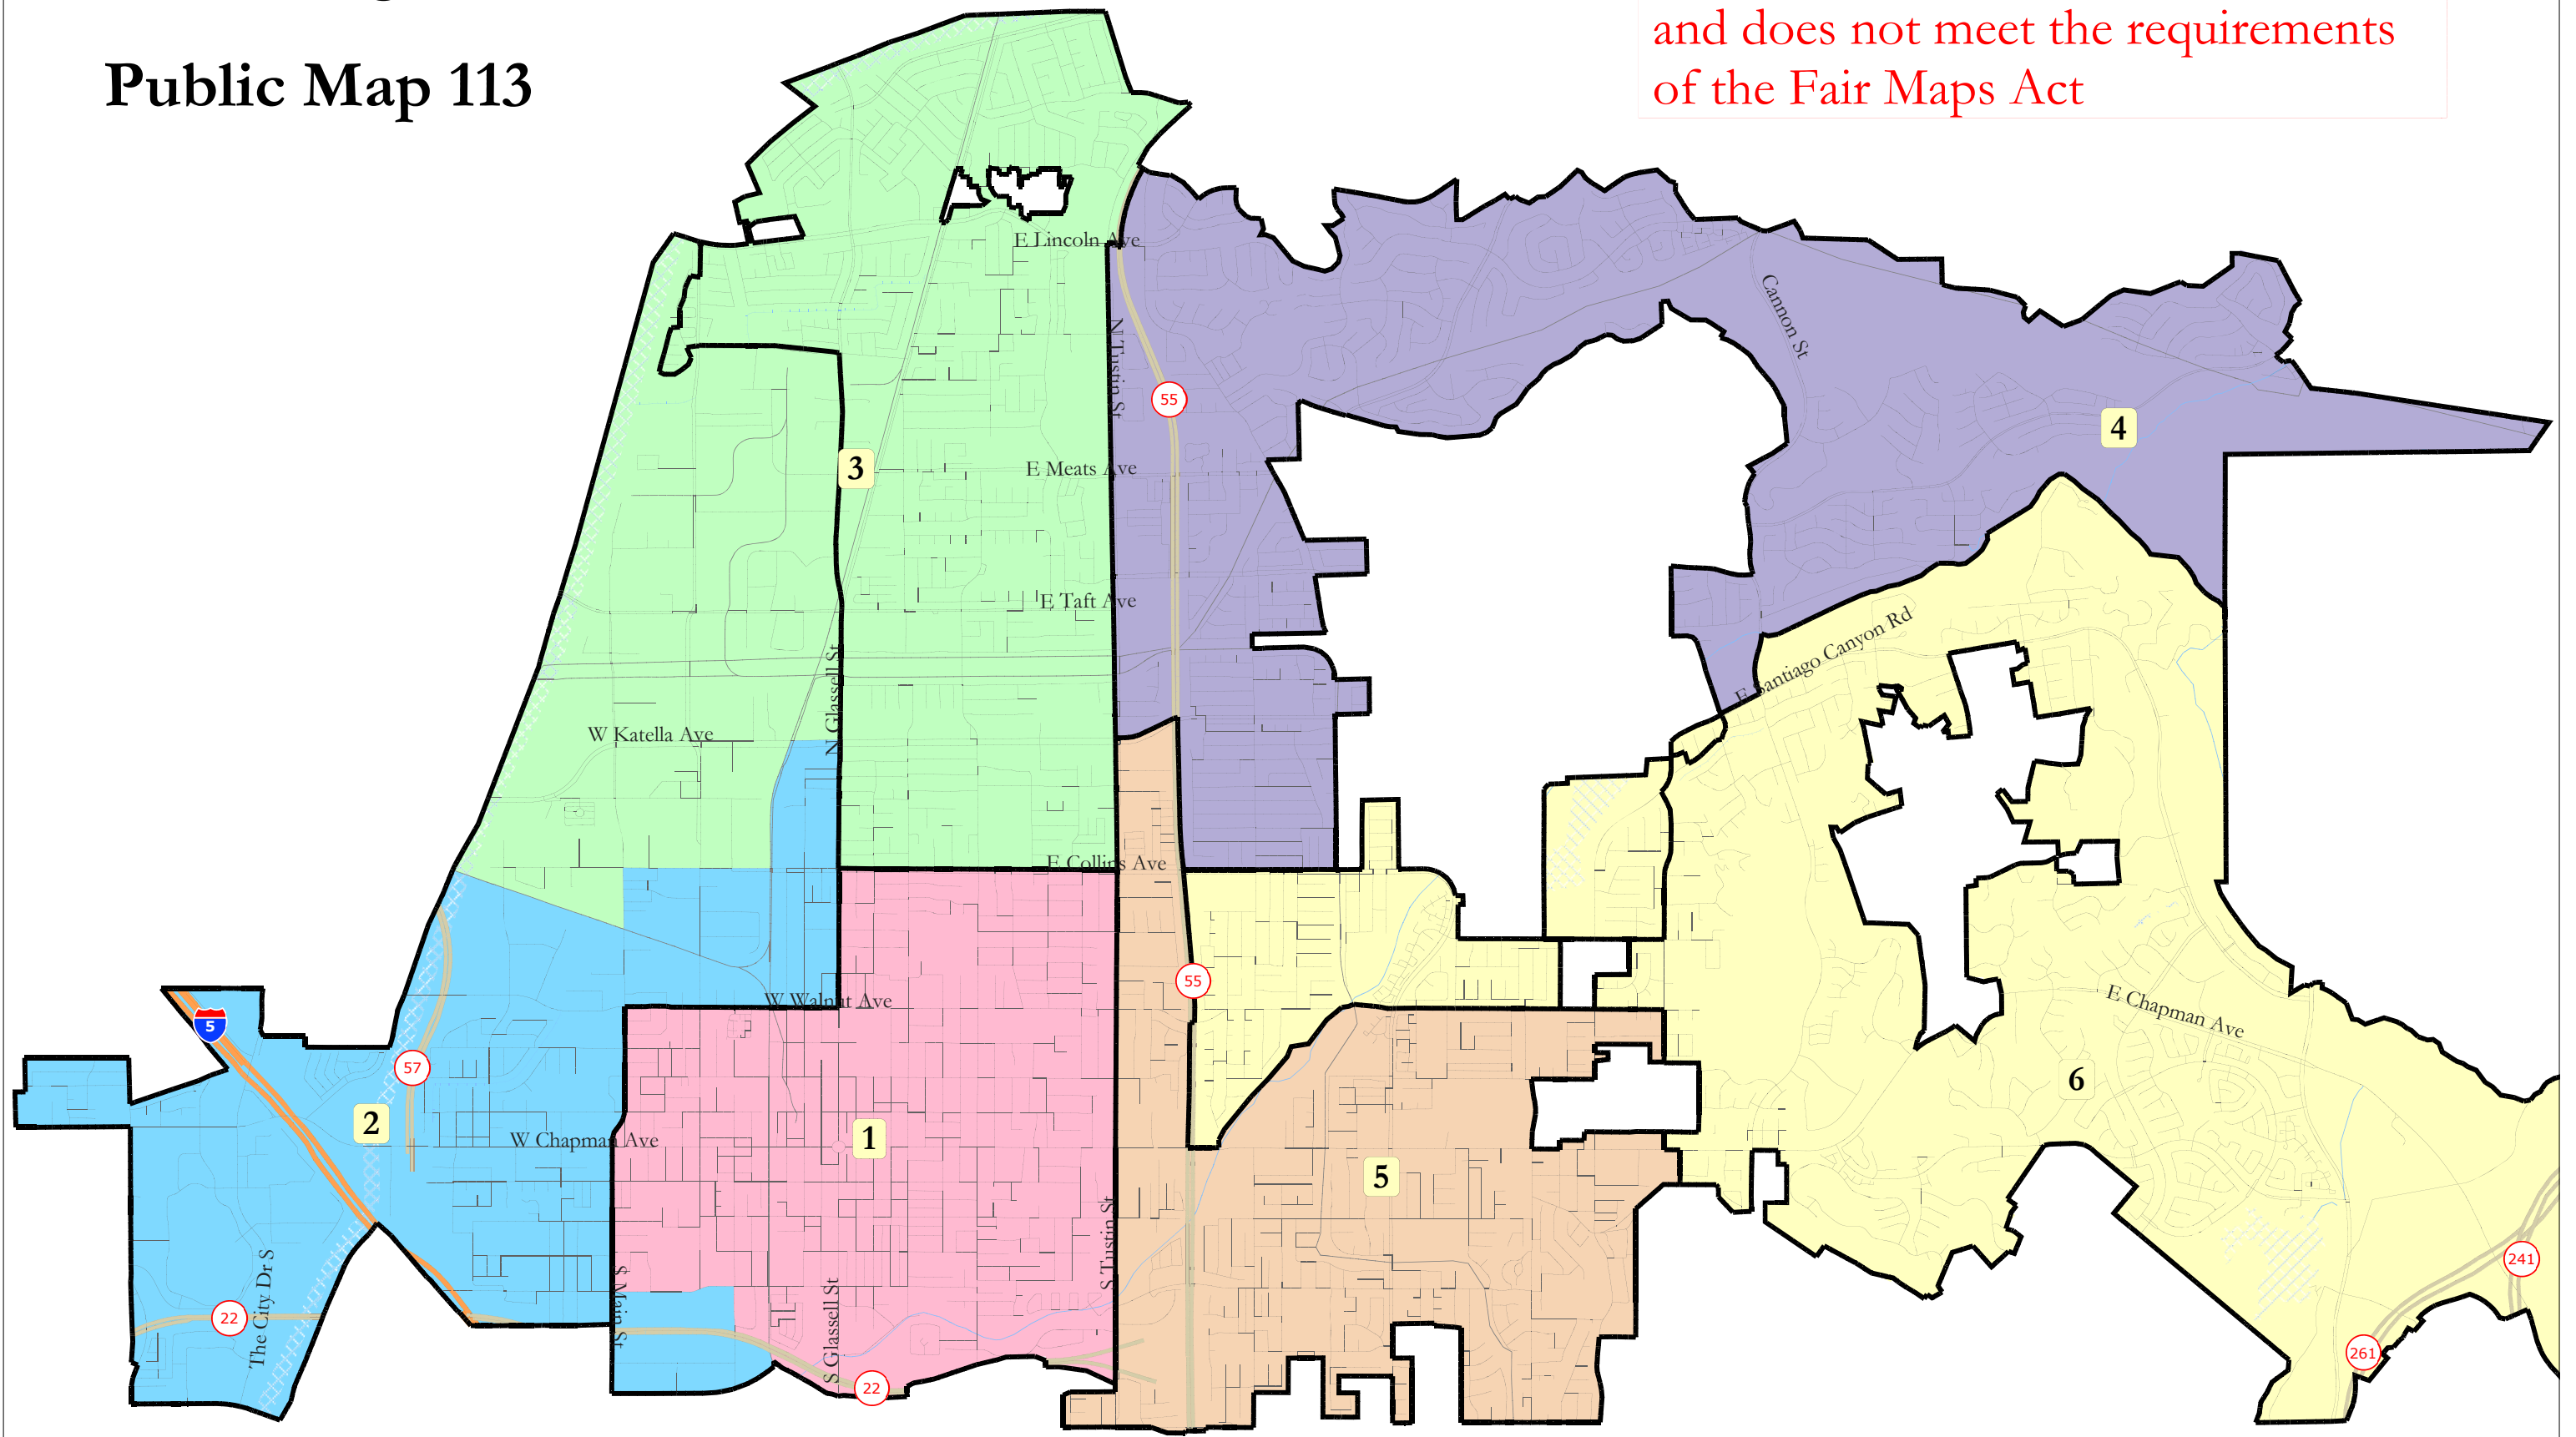 Public Map 113
and does not meet the requirements
of the Fair Maps Act
E Lincoln Ave
Cannon St
N Tustin St
55
4
3
E Meats Ave
E Taft Ave
E Santiago Canyon Rd
N Glassell St
W Katella Ave
E Collins Ave
55
W Walnut Ave
E Chapman Ave
5
57
6
2
W Chapman Ave
1
5
S Tustin St
The City Dr S
S Main St
S Glassell St
241
22
261
22